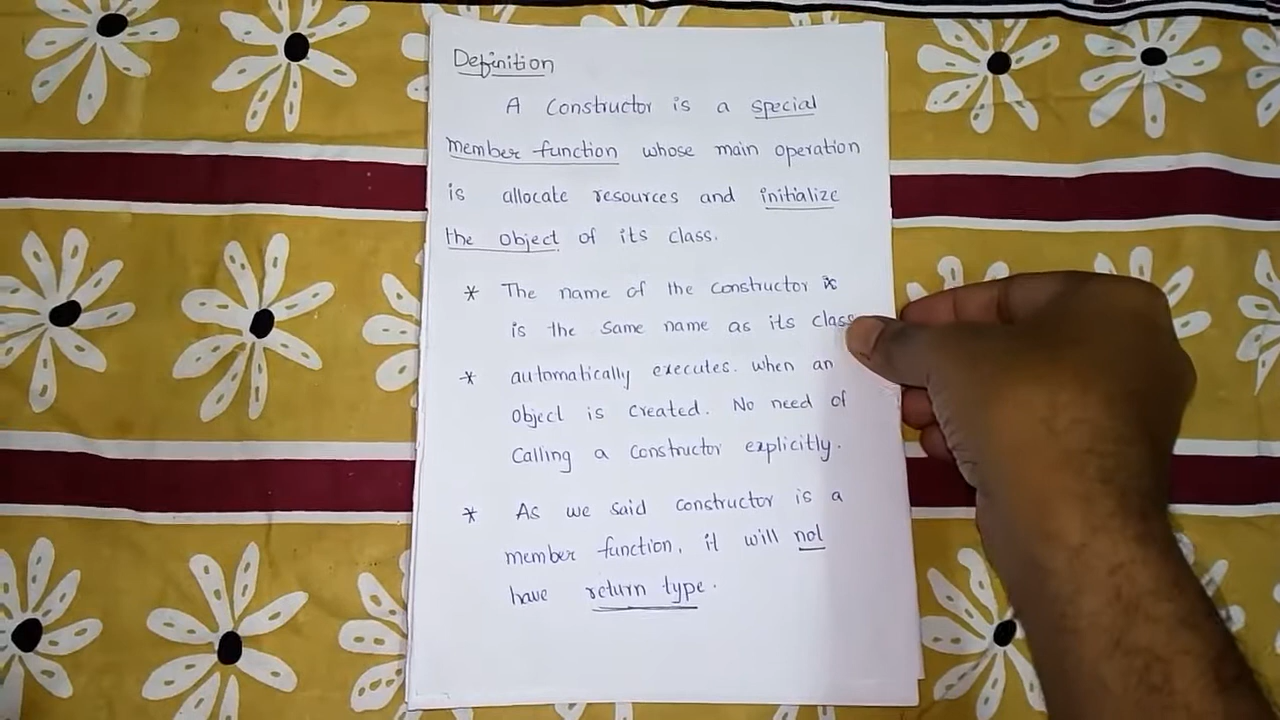 Definition
A Constructor is a special
member function whose main operation
is allocate resources and initialize
the object of its class.
* The name of the constructor is
is the same name as its class
* automatically executes. when an
object is created. No need of
Calling a constructor explicitly.
* As we said constructor is a
member function, it will not
have return type.